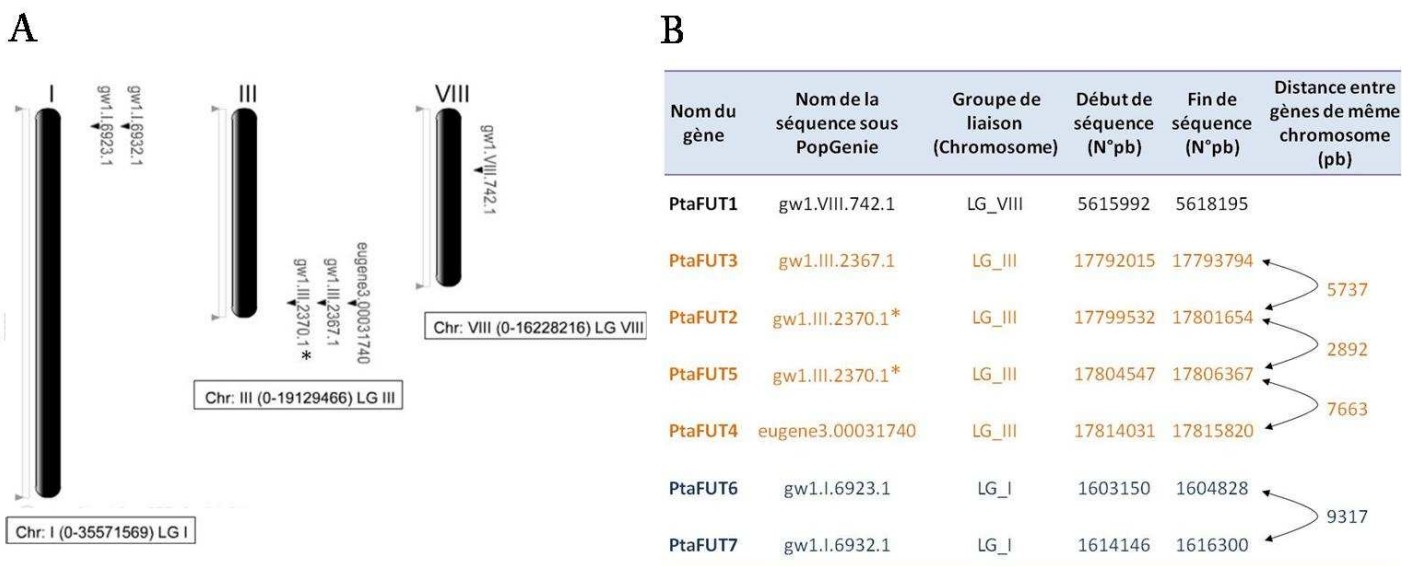 A
I
gw1.I.6923.1
gw1.I.6932.1
Chr: I (0-35571569) LG I
III
gw1.III.2370.1 *
gw1.III.2367.1
eugene3.00031740
Chr: III (0-19129466) LG III
VIII
gw1.VIII.742.1
Chr: VIII (0-16228216) LG VIII
B
Nom du gène
Nom de la séquence sous PopGenie
Groupe de liaison (Chromosome)
Début de séquence (N°pb)
Fin de séquence (N°pb)
Distance entre gènes de même chromosome (pb)
PtaFUT1 gw1.VIII.742.1 LG_VIII 5615992 5618195
PtaFUT3 gw1.III.2367.1 LG_III 17792015 17793794
5737
PtaFUT2 gw1.III.2370.1* LG_III 17799532 17801654
2892
PtaFUT5 gw1.III.2370.1* LG_III 17804547 17806367
7663
PtaFUT4 eugene3.00031740 LG_III 17814031 17815820
PtaFUT6 gw1.I.6923.1 LG_I 1603150 1604828
9317
PtaFUT7 gw1.I.6932.1 LG_I 1614146 1616300